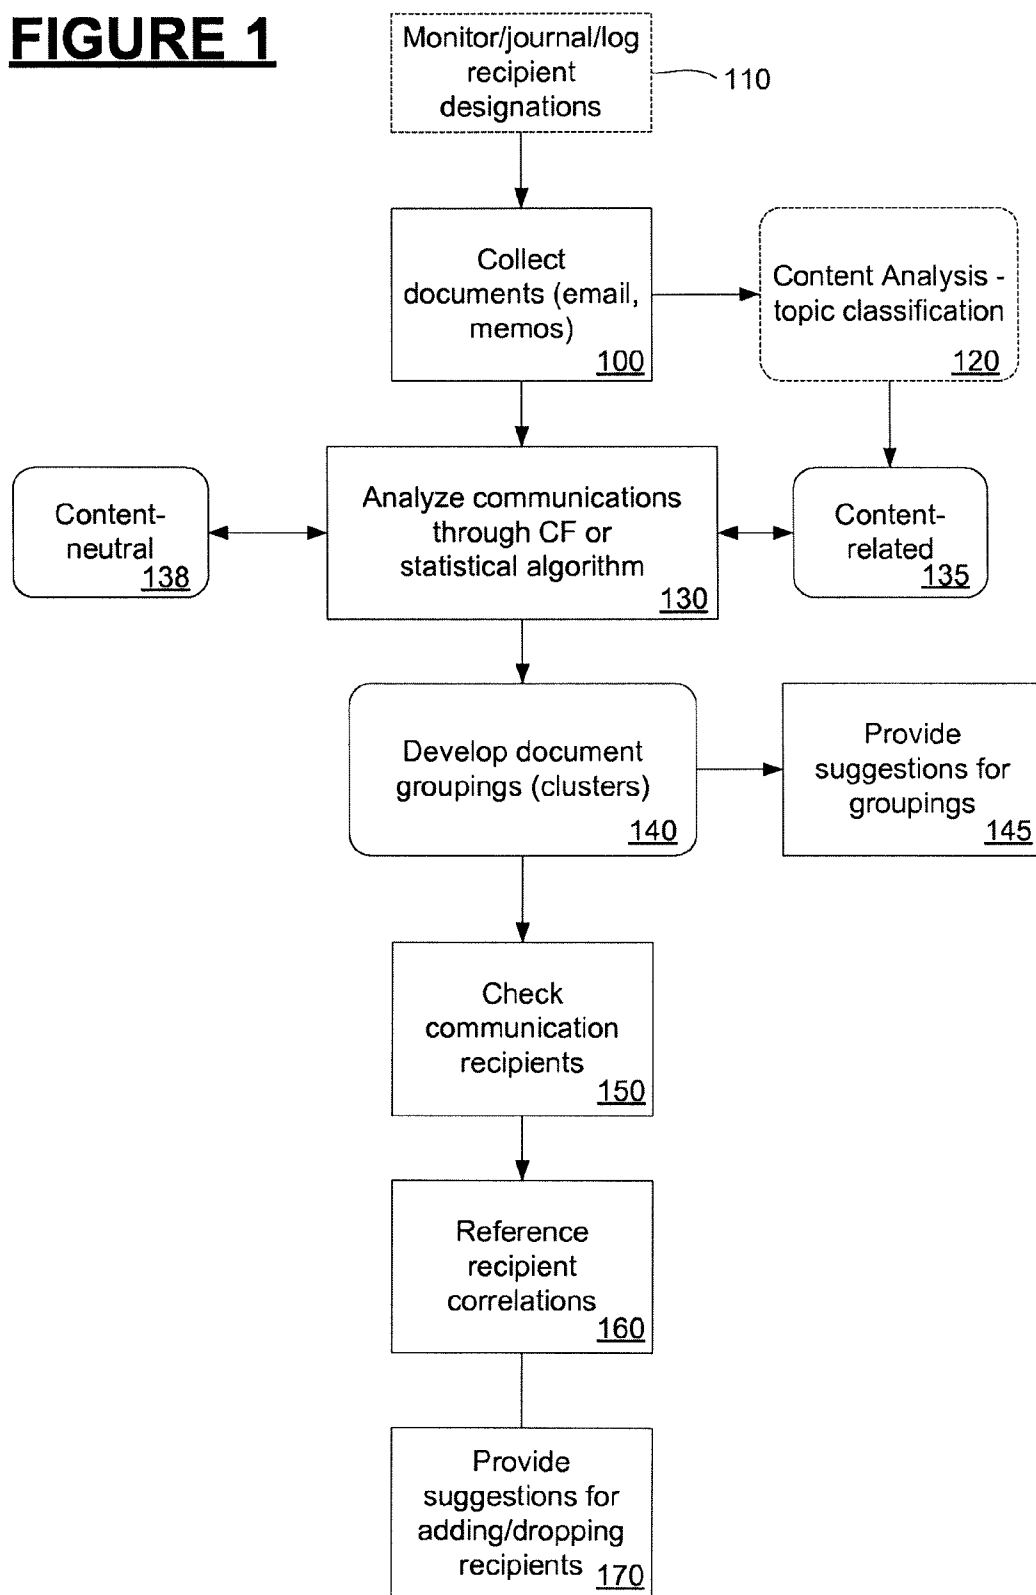 FIGURE 1
Monitor/journal/log
recipient
designations
110
Collect
documents (email,
memos)
100
Content Analysis -
topic classification
120
Content-
neutral
138
Analyze communications
through CF or
statistical algorithm
130
Content-
related
135
Develop document
groupings (clusters)
140
Provide
suggestions for
groupings
145
Check
communication
recipients
150
Reference
recipient
correlations
160
Provide
suggestions for
adding/dropping
recipients
170